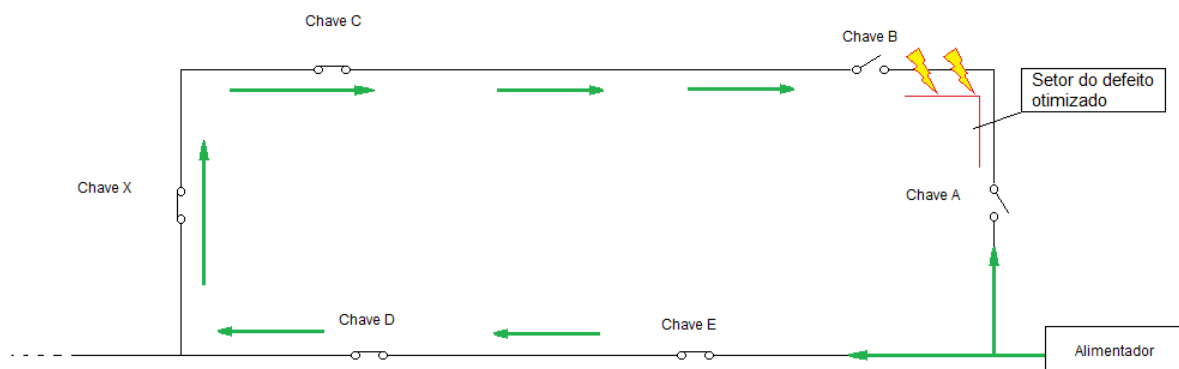 Chave C
Chave B
Setor do defeito
otimizado
Chave X
Chave A
Chave D
Chave E
Alimentador